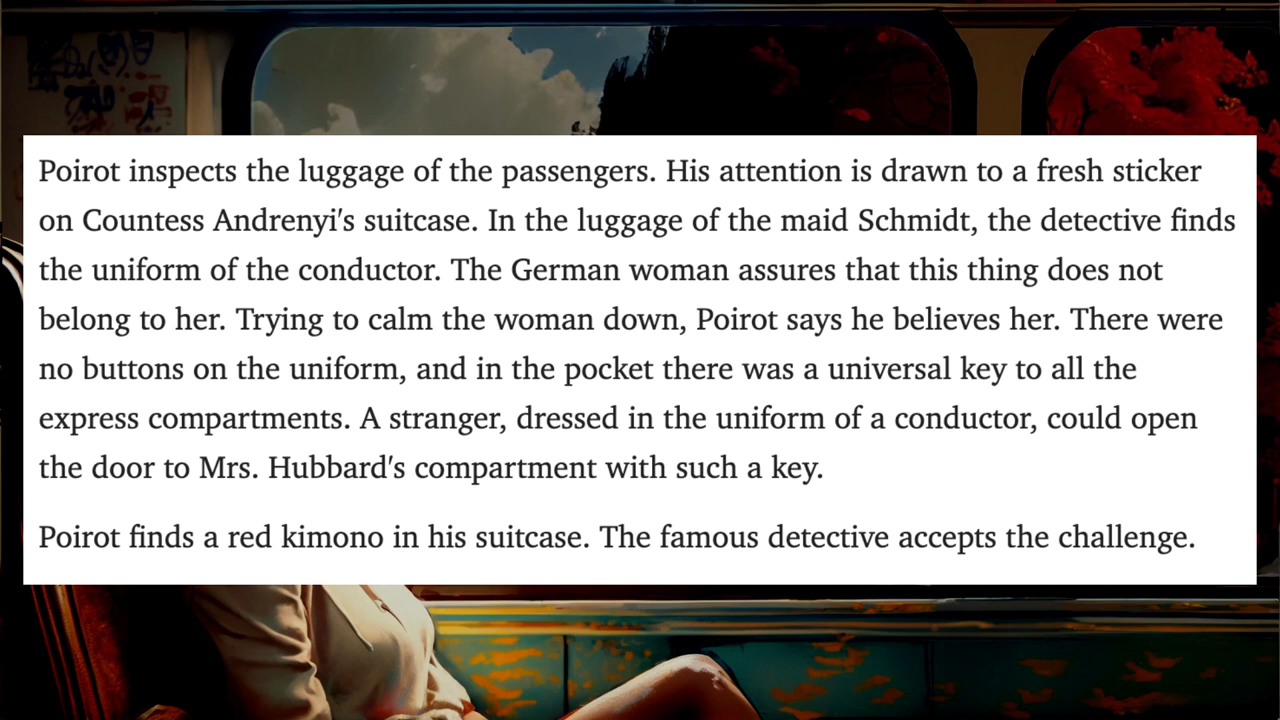 Poirot inspects the luggage of the passengers. His attention is drawn to a fresh sticker
on Countess Andrenyi's suitcase. In the luggage of the maid Schmidt, the detective finds
the uniform of the conductor. The German woman assures that this thing does not
belong to her. Trying to calm the woman down, Poirot says he believes her. There were
no buttons on the uniform, and in the pocket there was a universal key to all the
express compartments. A stranger, dressed in the uniform of a conductor, could open
the door to Mrs. Hubbard's compartment with such a key.
Poirot finds a red kimono in his suitcase. The famous detective accepts the challenge.